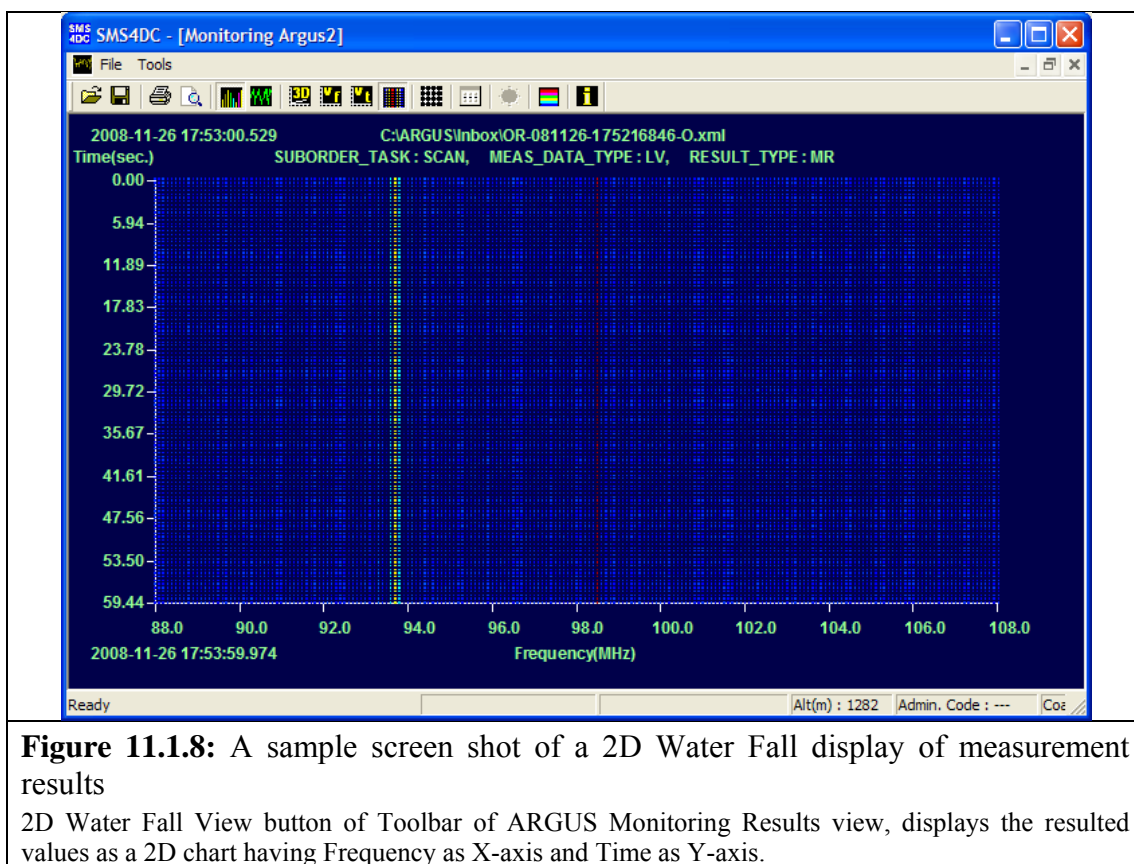 SMS 4DC SMS4DC - [Monitoring Argus2]
File Tools
3D Vf Vt
2008-11-26 17:53:00.529 C:\ARGUS\Inbox\OR-081126-175216846-O.xml
Time(sec.) SUBORDER_TASK : SCAN, MEAS_DATA_TYPE : LV, RESULT_TYPE : MR
0.00
5.94
11.89
17.83
23.78
29.72
35.67
41.61
47.56
53.50
59.44
88.0 90.0 92.0 94.0 96.0 98.0 100.0 102.0 104.0 106.0 108.0
2008-11-26 17:53:59.974 Frequency(MHz)
Ready Alt(m) : 1282 Admin. Code : --- Coa
Figure 11.1.8: A sample screen shot of a 2D Water Fall display of measurement
results
2D Water Fall View button of Toolbar of ARGUS Monitoring Results view, displays the resulted
values as a 2D chart having Frequency as X-axis and Time as Y-axis.